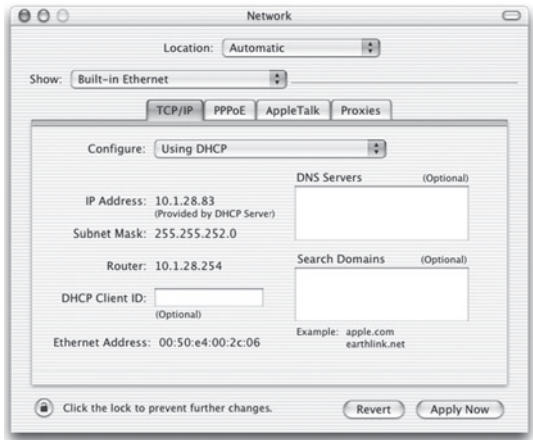 Network
Location: Automatic
Show: Built-in Ethernet
TCP/IP PPPoE AppleTalk Proxies
Configure: Using DHCP
DNS Servers (Optional)
IP Address: 10.1.28.83
(Provided by DHCP Server)
Subnet Mask: 255.255.252.0
Router: 10.1.28.254
Search Domains (Optional)
DHCP Client ID:
(Optional)
Example: apple.com
earthlink.net
Ethernet Address: 00:50:e4:00:2c:06
Click the lock to prevent further changes.
Revert Apply Now